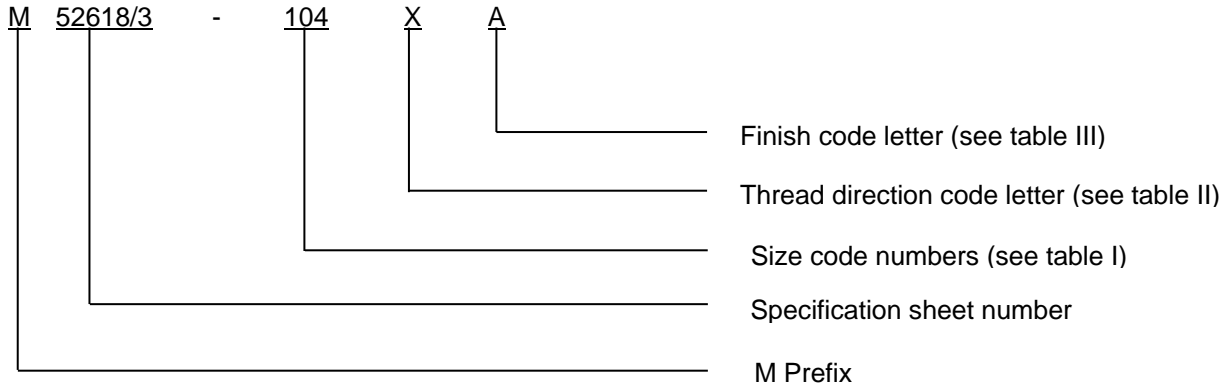 M 52618/3 - 104 X A
Finish code letter (see table III)
Thread direction code letter (see table II)
Size code numbers (see table I)
Specification sheet number
M Prefix